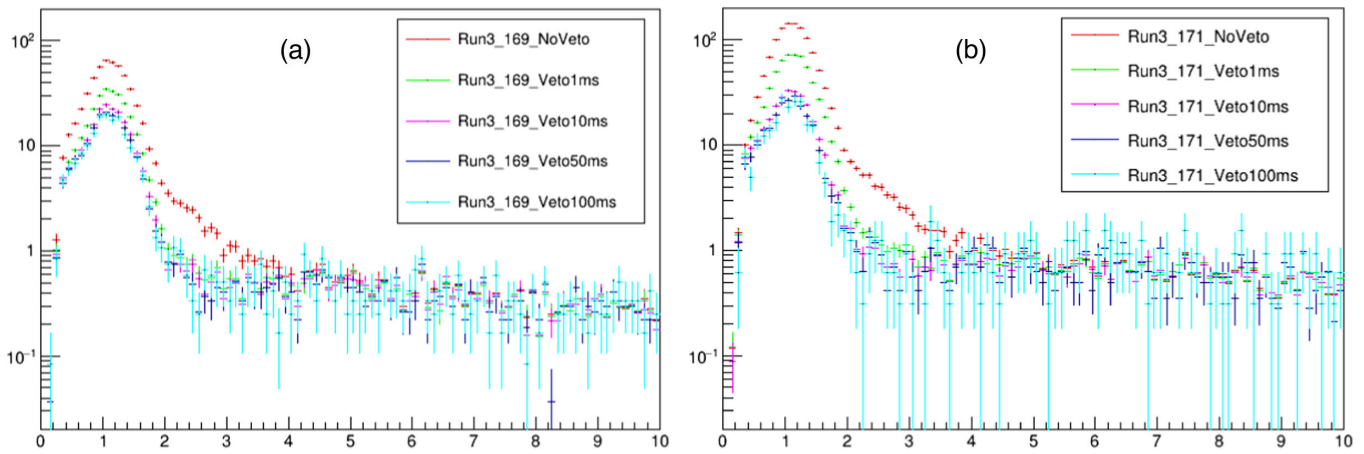 (a)
Run3_169_NoVeto
Run3_169_Veto1ms
Run3_169_Veto10ms
Run3_169_Veto50ms
Run3_169_Veto100ms
10²
10
1
10⁻¹
0 1 2 3 4 5 6 7 8 9 10
(b)
Run3_171_NoVeto
Run3_171_Veto1ms
Run3_171_Veto10ms
Run3_171_Veto50ms
Run3_171_Veto100ms
10²
10
1
10⁻¹
0 1 2 3 4 5 6 7 8 9 10